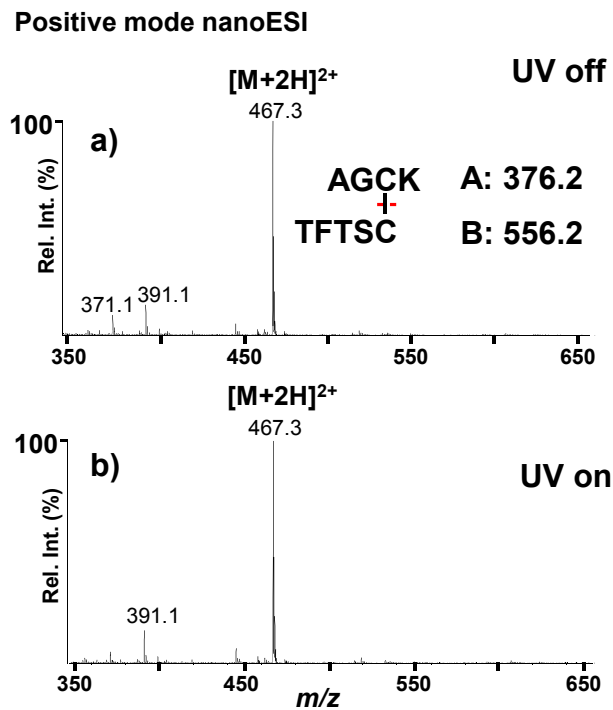 Positive mode nanoESI
UV off
[M+2H]2+
467.3
100
a)
AGCK A: 376.2
TFTSC B: 556.2
Rel. Int. (%)
371.1
391.1
350 450 550 650
[M+2H]2+
467.3
100
b)
UV on
Rel. Int. (%)
391.1
350 450 550 650
m/z